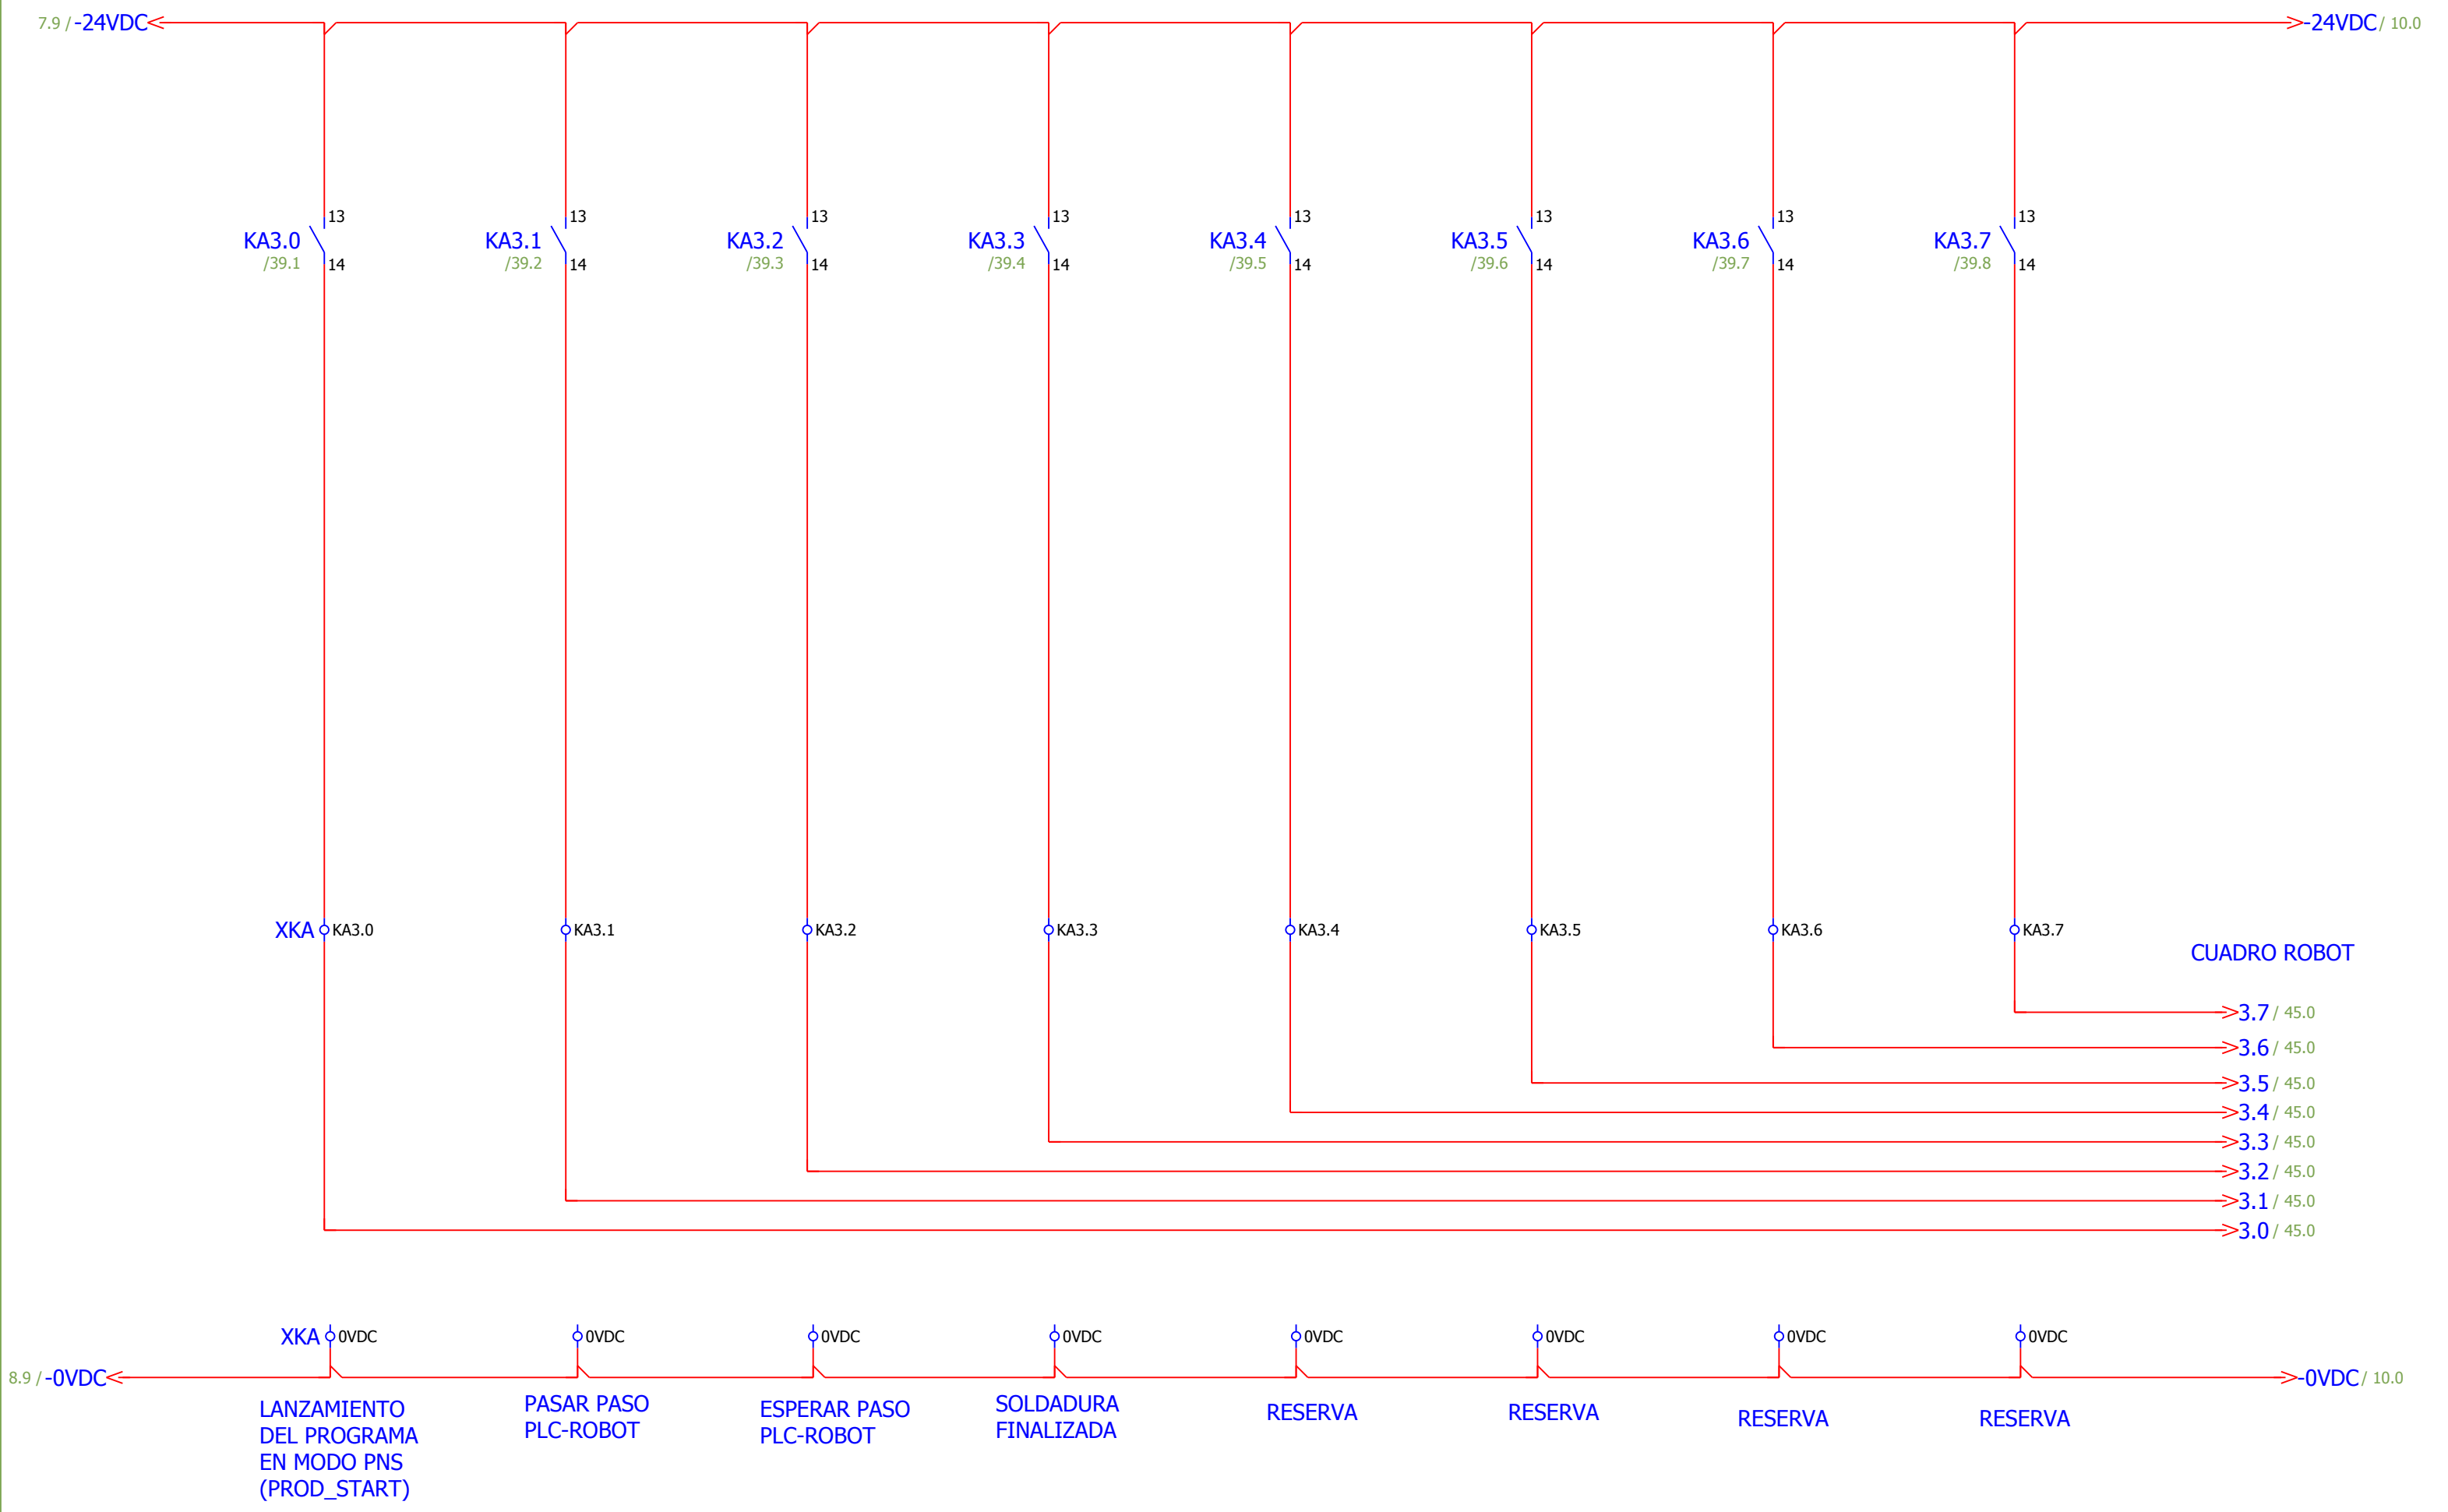 7.9 / -24VDC
-24VDC / 10.0
13
13
13
13
13
13
13
13
KA3.0
KA3.1
KA3.2
KA3.3
KA3.4
KA3.5
KA3.6
KA3.7
/39.1
/39.2
/39.3
/39.4
/39.5
/39.6
/39.7
/39.8
14
14
14
14
14
14
14
14
XKA KA3.0
KA3.1
KA3.2
KA3.3
KA3.4
KA3.5
KA3.6
KA3.7
CUADRO ROBOT
3.7 / 45.0
3.6 / 45.0
3.5 / 45.0
3.4 / 45.0
3.3 / 45.0
3.2 / 45.0
3.1 / 45.0
3.0 / 45.0
XKA 0VDC
0VDC
0VDC
0VDC
0VDC
0VDC
0VDC
0VDC
8.9 / -0VDC
-0VDC / 10.0
LANZAMIENTO
DEL PROGRAMA
EN MODO PNS
(PROD_START)
PASAR PASO
PLC-ROBOT
ESPERAR PASO
PLC-ROBOT
SOLDADURA
FINALIZADA
RESERVA
RESERVA
RESERVA
RESERVA